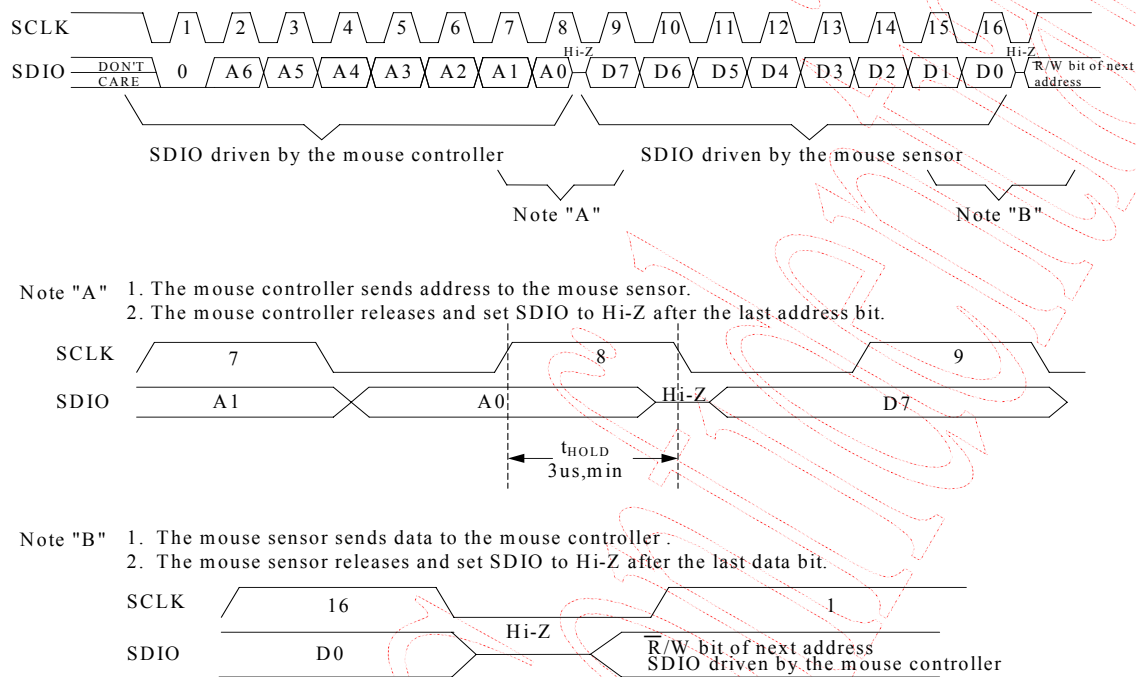 SCLK 1 2 3 4 5 6 7 8 9 10 11 12 13 14 15 16
Hi-Z Hi-Z
SDIO DON'T CARE 0 A6 A5 A4 A3 A2 A1 A0 D7 D6 D5 D4 D3 D2 D1 D0 R/W bit of next address
SDIO driven by the mouse controller SDIO driven by the mouse sensor
Note "A" Note "B"
Note "A" 1. The mouse controller sends address to the mouse sensor.
2. The mouse controller releases and set SDIO to Hi-Z after the last address bit.
SCLK 7 8 9
SDIO A1 A0 Hi-Z D7
tHOLD
3us,min
Note "B" 1. The mouse sensor sends data to the mouse controller .
2. The mouse sensor releases and set SDIO to Hi-Z after the last data bit.
SCLK 16 1
Hi-Z
SDIO D0 R/W bit of next address
SDIO driven by the mouse controller